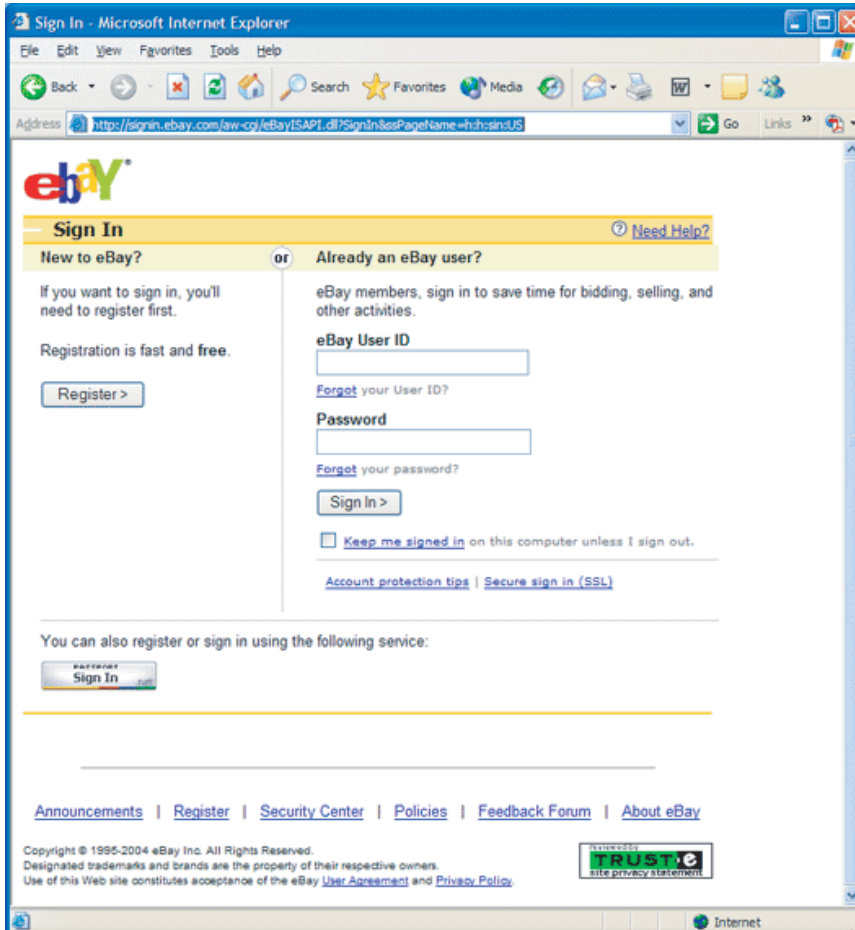 Sign In - Microsoft Internet Explorer
File Edit View Favorites Tools Help
Back Search Favorites Media W
Address http://signin.ebay.com/aw-cgi/eBayISAPI.dll?SignIn&ssPageName=h:h:sin:US Go Links »
ebaY®
Sign In ? Need Help?
New to eBay? or Already an eBay user?
If you want to sign in, you'll
need to register first.
Registration is fast and free.
Register >
eBay members, sign in to save time for bidding, selling, and
other activities.
eBay User ID
Forgot your User ID?
Password
Forgot your password?
Sign In >
Keep me signed in on this computer unless I sign out.
Account protection tips | Secure sign in (SSL)
You can also register or sign in using the following service:
PASSPORT
Sign In .net
Announcements | Register | Security Center | Policies | Feedback Forum | About eBay
Copyright © 1995-2004 eBay Inc. All Rights Reserved.
Designated trademarks and brands are the property of their respective owners.
Use of this Web site constitutes acceptance of the eBay User Agreement and Privacy Policy.
reviewed by
TRUSTe
site privacy statement
Internet